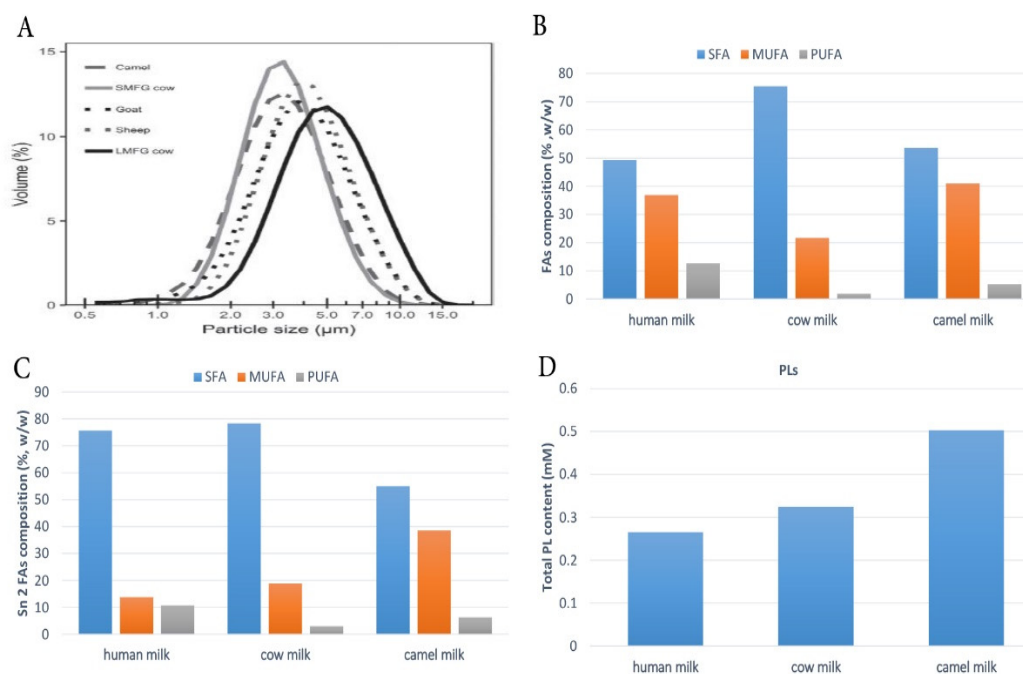 A
15
10
5
0
Volume (%)
Camel
SMFG cow
Goat
Sheep
LMFG cow
0.5 1.0 2.0 3.0 5.0 7.0 10.0 15.0
Particle size (μm)
B
SFA MUFA PUFA
80
70
60
50
40
30
20
10
0
FAs composition (% ,w/w)
human milk cow milk camel milk
C
SFA MUFA PUFA
90
80
70
60
50
40
30
20
10
0
Sn 2 FAs composition (%, w/w)
human milk cow milk camel milk
D
PLs
0.6
0.5
0.4
0.3
0.2
0.1
0
Total PL content (mM)
human milk cow milk camel milk